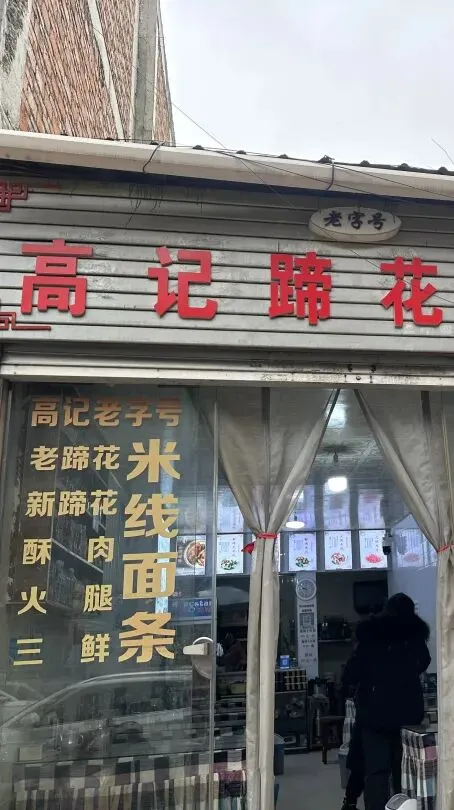 老字号
高记蹄花
高记老字号
老蹄花
新蹄花
酥肉
火腿
三鲜
米线面条